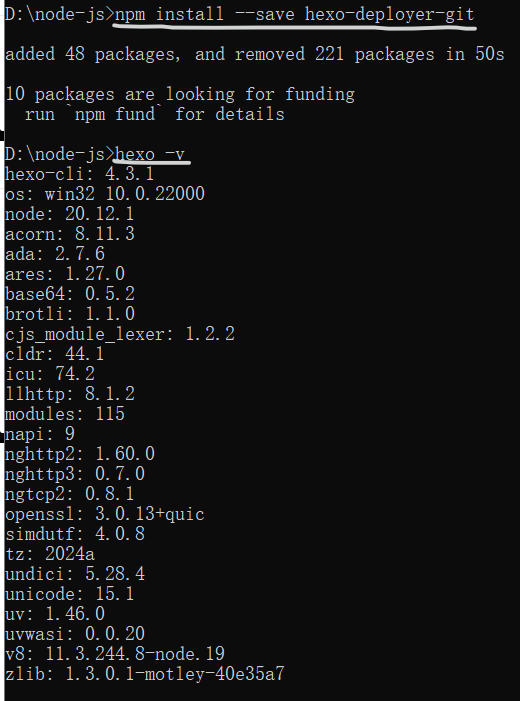 D:\node-js>npm install --save hexo-deployer-git
added 48 packages, and removed 221 packages in 50s
10 packages are looking for funding
run `npm fund` for details
D:\node-js>hexo -v
hexo-cli: 4.3.1
os: win32 10.0.22000
node: 20.12.1
acorn: 8.11.3
ada: 2.7.6
ares: 1.27.0
base64: 0.5.2
brotli: 1.1.0
cjs_module_lexer: 1.2.2
cldr: 44.1
icu: 74.2
llhttp: 8.1.2
modules: 115
napi: 9
nghttp2: 1.60.0
nghttp3: 0.7.0
ngtcp2: 0.8.1
openssl: 3.0.13+quic
simdutf: 4.0.8
tz: 2024a
undici: 5.28.4
unicode: 15.1
uv: 1.46.0
uvwasi: 0.0.20
v8: 11.3.244.8-node.19
zlib: 1.3.0.1-motley-40e35a7